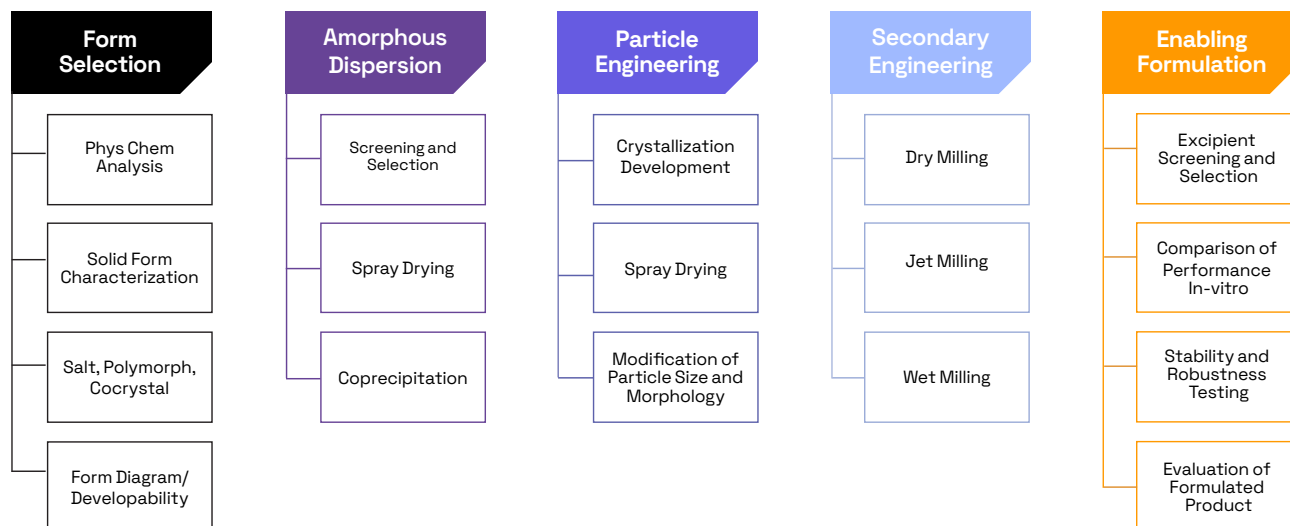 Form
Selection
Phys Chem
Analysis
Solid Form
Characterization
Salt, Polymorph,
Cocrystal
Form Diagram/
Developability
Amorphous
Dispersion
Screening and
Selection
Spray Drying
Coprecipitation
Particle
Engineering
Crystallization
Development
Spray Drying
Modification of
Particle Size and
Morphology
Secondary
Engineering
Dry Milling
Jet Milling
Wet Milling
Enabling
Formulation
Excipient
Screening and
Selection
Comparison of
Performance
In-vitro
Stability and
Robustness
Testing
Evaluation of
Formulated
Product